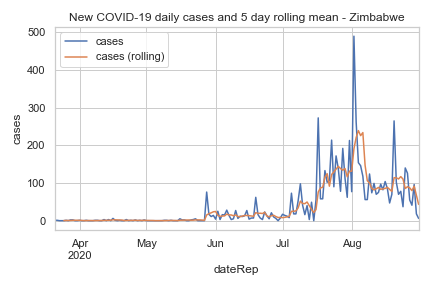 New COVID-19 daily cases and 5 day rolling mean - Zimbabwe
cases
cases (rolling)
500
400
300
200
100
0
cases
Apr
2020
May
Jun
Jul
Aug
dateRep